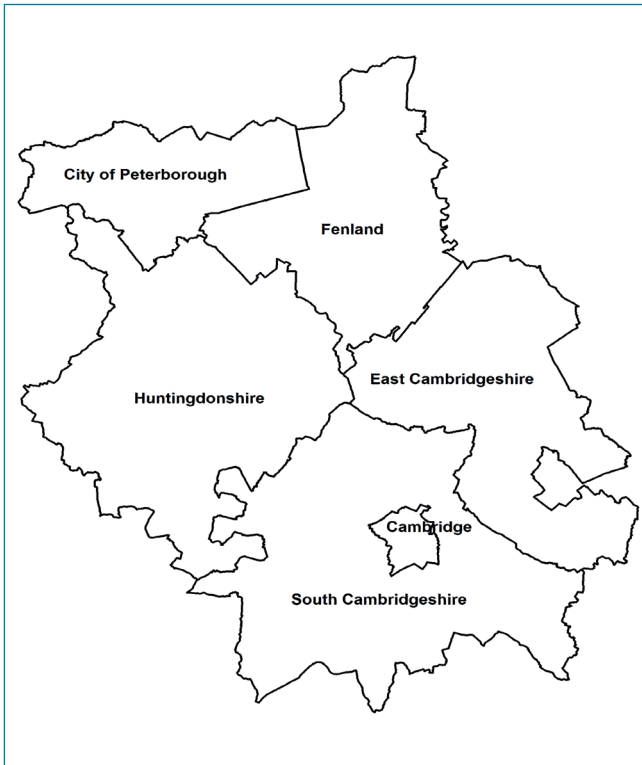 City of Peterborough
Fenland
East Cambridgeshire
Huntingdonshire
Cambridge
South Cambridgeshire